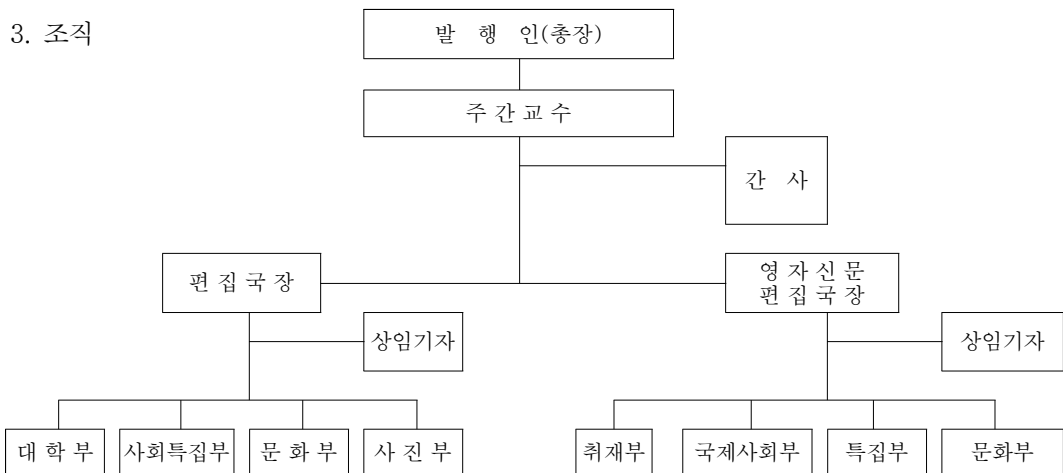 3. 조직
발 행 인(총장)
주 간 교 수
간 사
편 집 국 장
영 자 신 문
편 집 국 장
상임기자
상임기자
대 학 부
사회특집부
문 화 부
사 진 부
취재부
국제사회부
특집부
문화부